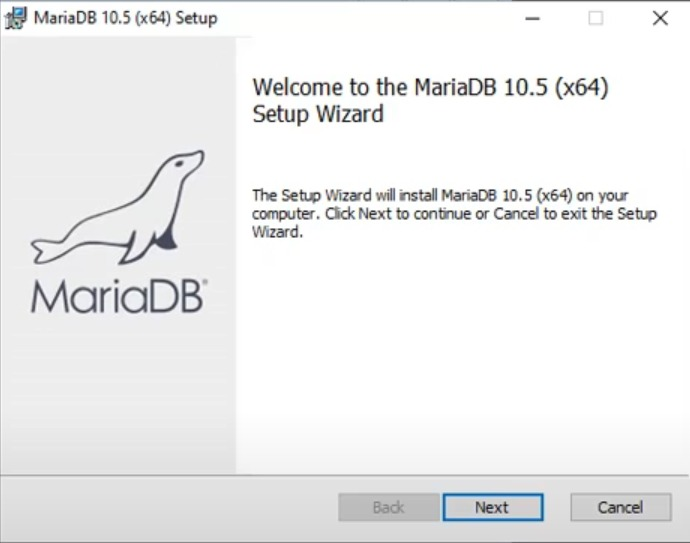 MariaDB 10.5 (x64) Setup
Welcome to the MariaDB 10.5 (x64)
Setup Wizard
The Setup Wizard will install MariaDB 10.5 (x64) on your
computer. Click Next to continue or Cancel to exit the Setup
Wizard.
MariaDB®
Back
Next
Cancel